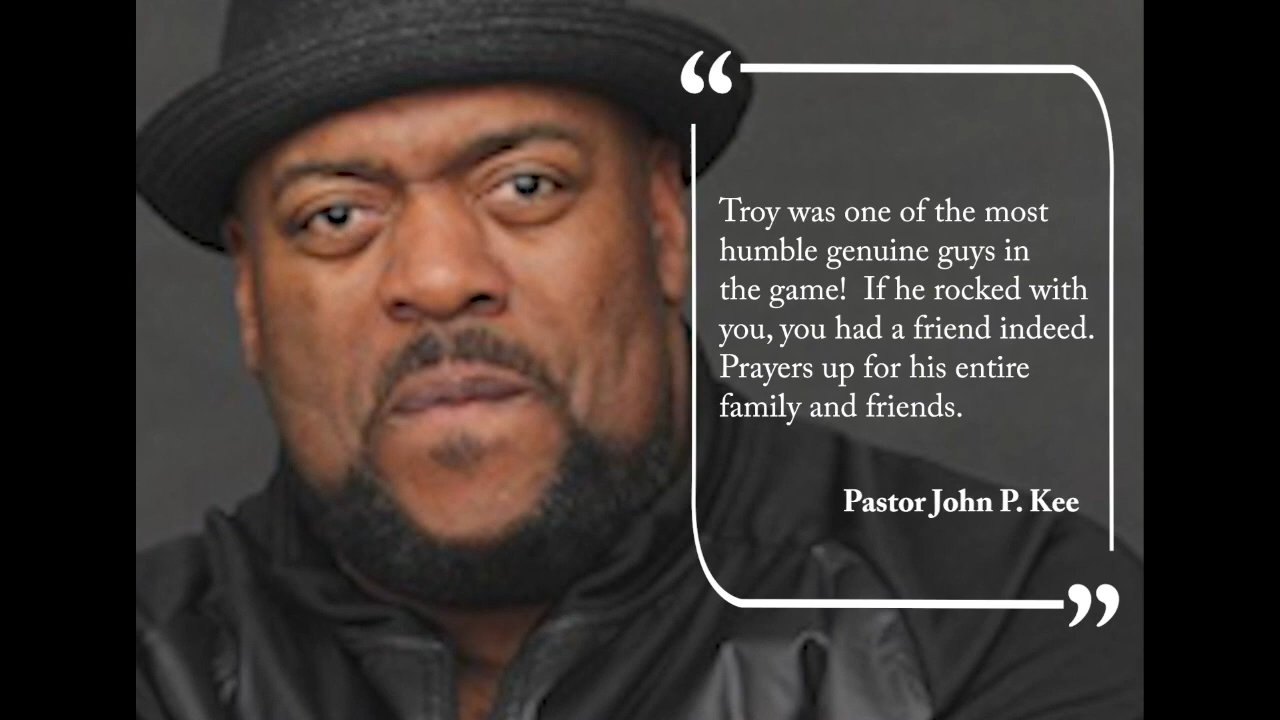 “
Troy was one of the most
humble genuine guys in
the game!  If he rocked with
you, you had a friend indeed.
Prayers up for his entire
family and friends.
Pastor John P. Kee
”